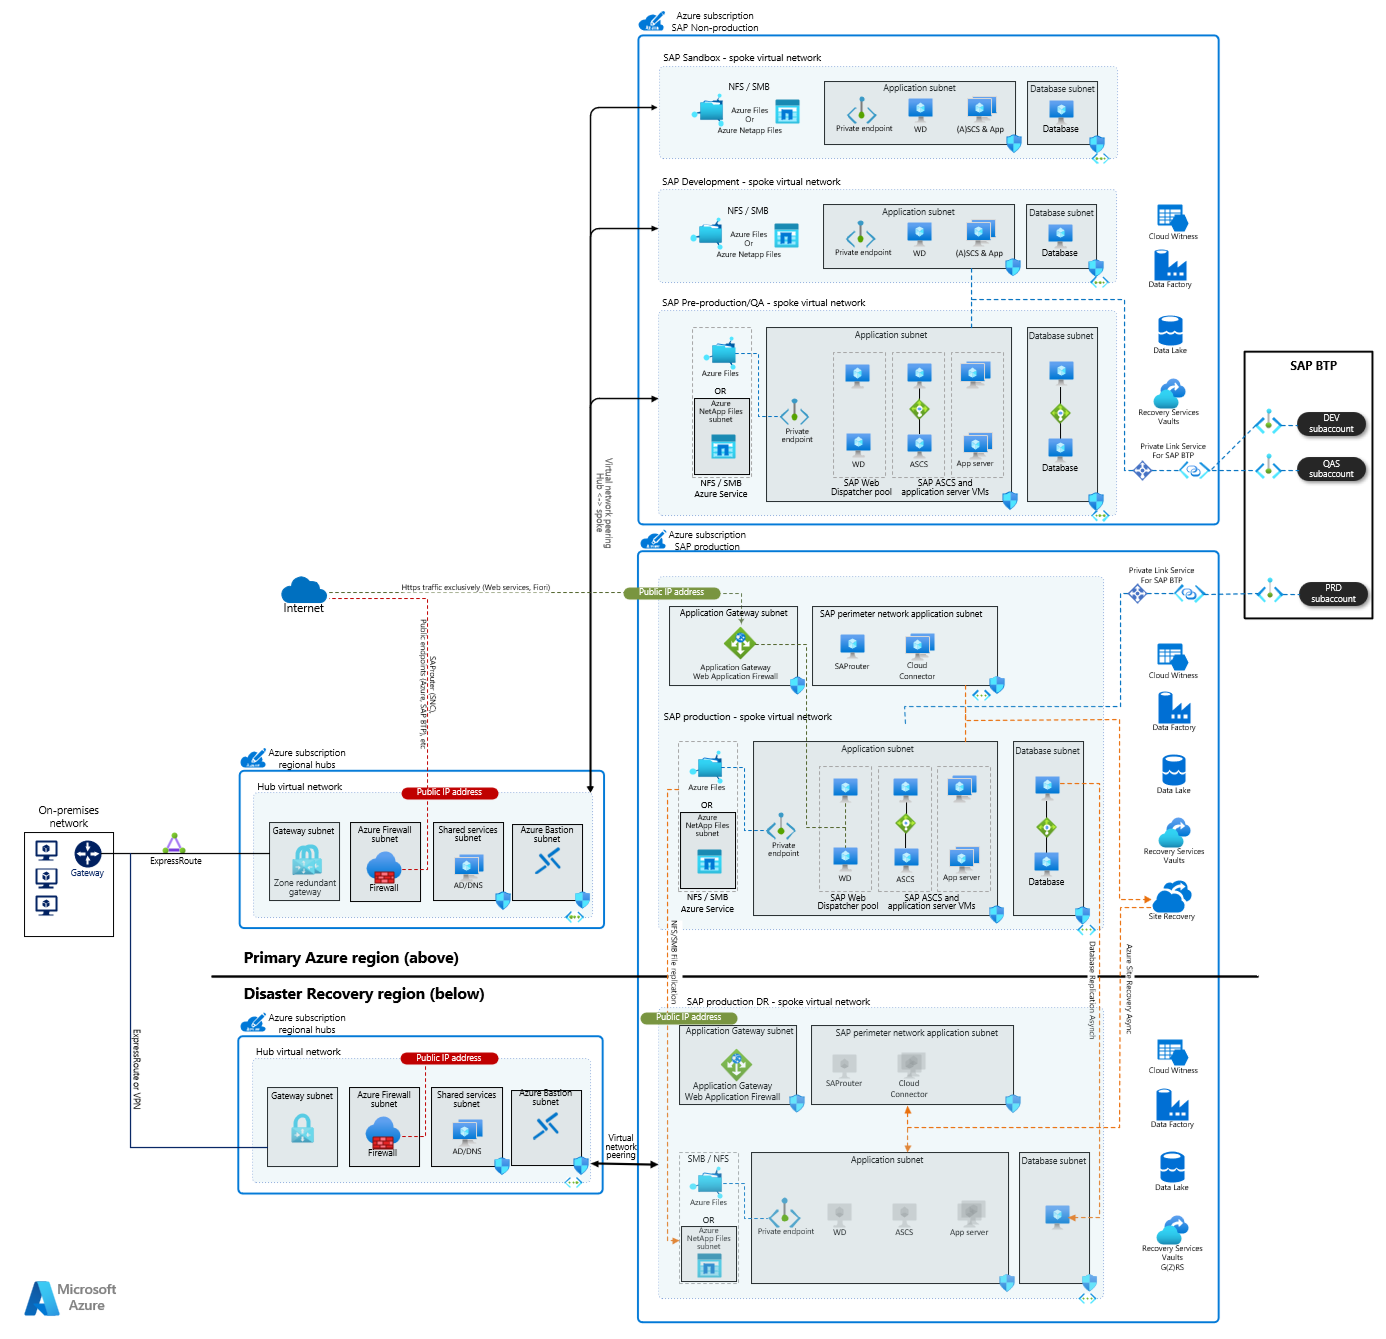 Azure subscription
SAP Non-production
SAP Sandbox - spoke virtual network
NFS / SMB
Azure Files
Or
Azure Netapp Files
Application subnet
Private endpoint
WD
(A)SCS & App
Database subnet
Database
SAP Development - spoke virtual network
NFS / SMB
Azure Files
Or
Azure Netapp Files
Application subnet
Private endpoint
WD
(A)SCS & App
Database subnet
Database
Cloud Witness
Data Factory
Data Lake
Recovery Services
Vaults
SAP Pre-production/QA - spoke virtual network
Azure Files
OR
Azure
NetApp Files
subnet
NFS / SMB
Azure Service
Application subnet
Private
endpoint
WD
SAP Web
Dispatcher pool
ASCS
App server
SAP ASCS and
application server VMs
Database subnet
Database
Private Link Service
For SAP BTP
SAP BTP
DEV
subaccount
QAS
subaccount
PRD
subaccount
Virtual network peering
Hub <-> spoke
Azure subscription
SAP production
Internet
Https traffic exclusively (Web services, Fiori)
Public IP address
SAProuter (SNC),
Public endpoints (Azure, SAP BTP), etc
Application Gateway subnet
Application Gateway
Web Application Firewall
SAP perimeter network application subnet
SAProuter
Cloud
Connector
Private Link Service
For SAP BTP
Cloud Witness
Data Factory
Data Lake
Recovery Services
Vaults
Site Recovery
SAP production - spoke virtual network
Azure Files
OR
Azure
NetApp Files
subnet
NFS / SMB
Azure Service
Application subnet
Private
endpoint
WD
SAP Web
Dispatcher pool
ASCS
App server
SAP ASCS and
application server VMs
Database subnet
Database
Azure subscription
regional hubs
Hub virtual network
Public IP address
Gateway subnet
Zone redundant
gateway
Azure Firewall
subnet
Firewall
Shared services
subnet
AD/DNS
Azure Bastion
subnet
On-premises
network
Gateway
ExpressRoute
ExpressRoute or VPN
NFS/SMB File replication
Database Replication Asynch
Azure Site Recovery Async
Primary Azure region (above)
Disaster Recovery region (below)
Azure subscription
regional hubs
Hub virtual network
Public IP address
Gateway subnet
Azure Firewall
subnet
Firewall
Shared services
subnet
AD/DNS
Azure Bastion
subnet
Virtual
network
peering
SAP production DR - spoke virtual network
Public IP address
Application Gateway subnet
Application Gateway
Web Application Firewall
SAP perimeter network application subnet
SAProuter
Cloud
Connector
SMB / NFS
Azure Files
OR
Azure
NetApp Files
subnet
Application subnet
Private endpoint
WD
ASCS
App server
Database subnet
Cloud Witness
Data Factory
Data Lake
Recovery Services
Vaults
G(Z)RS
Microsoft
Azure